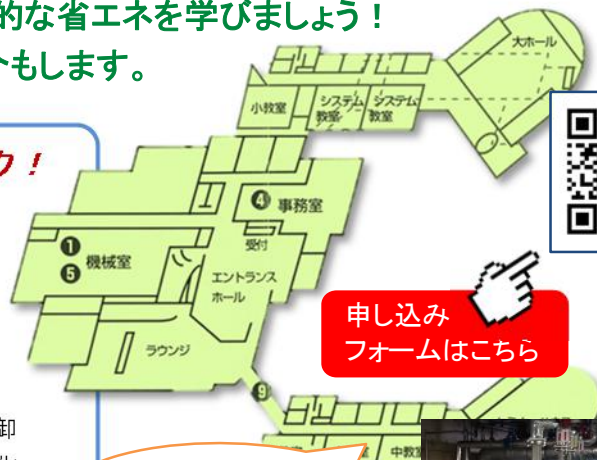 的な省エネを学びましょう！
もします。
大ホール
小教室
システム
教室
システム
教室
ク！
❹ 事務室
受付
❶
❺ 機械室
エントランス
ホール
申し込み
フォームはこちら
ラウンジ
❾
御
中教